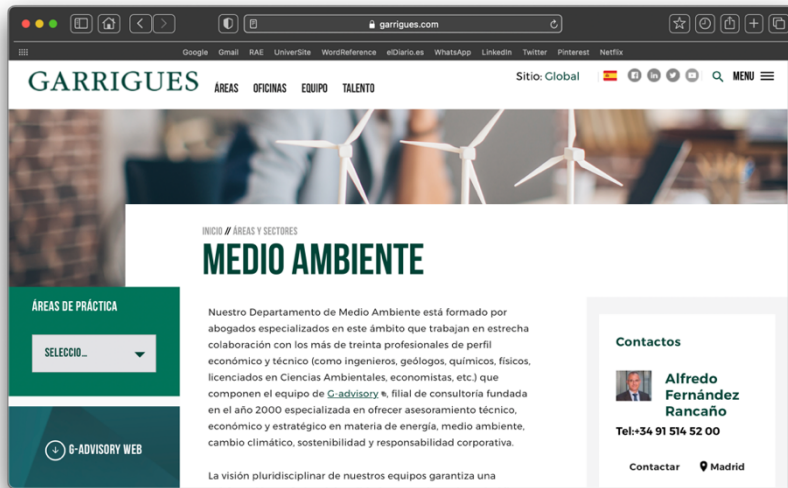 garrigues.com
Google Gmail RAE UniverSite WordReference elDiario.es WhatsApp LinkedIn Twitter Pinterest Netflix
GARRIGUES ÁREAS OFICINAS EQUIPO TALENTO Sitio: Global MENU
INICIO // ÁREAS Y SECTORES
MEDIO AMBIENTE
ÁREAS DE PRÁCTICA
SELECCIO...
G-ADVISORY WEB
Nuestro Departamento de Medio Ambiente está formado por
abogados especializados en este ámbito que trabajan en estrecha
colaboración con los más de treinta profesionales de perfil
económico y técnico (como ingenieros, geólogos, químicos, físicos,
licenciados en Ciencias Ambientales, economistas, etc.) que
componen el equipo de G-advisory, filial de consultoría fundada
en el año 2000 especializada en ofrecer asesoramiento técnico,
económico y estratégico en materia de energía, medio ambiente,
cambio climático, sostenibilidad y responsabilidad corporativa.
La visión pluridisciplinar de nuestros equipos garantiza una
Contactos
Alfredo
Fernández
Rancaño
Tel:+34 91 514 52 00
Contactar Madrid